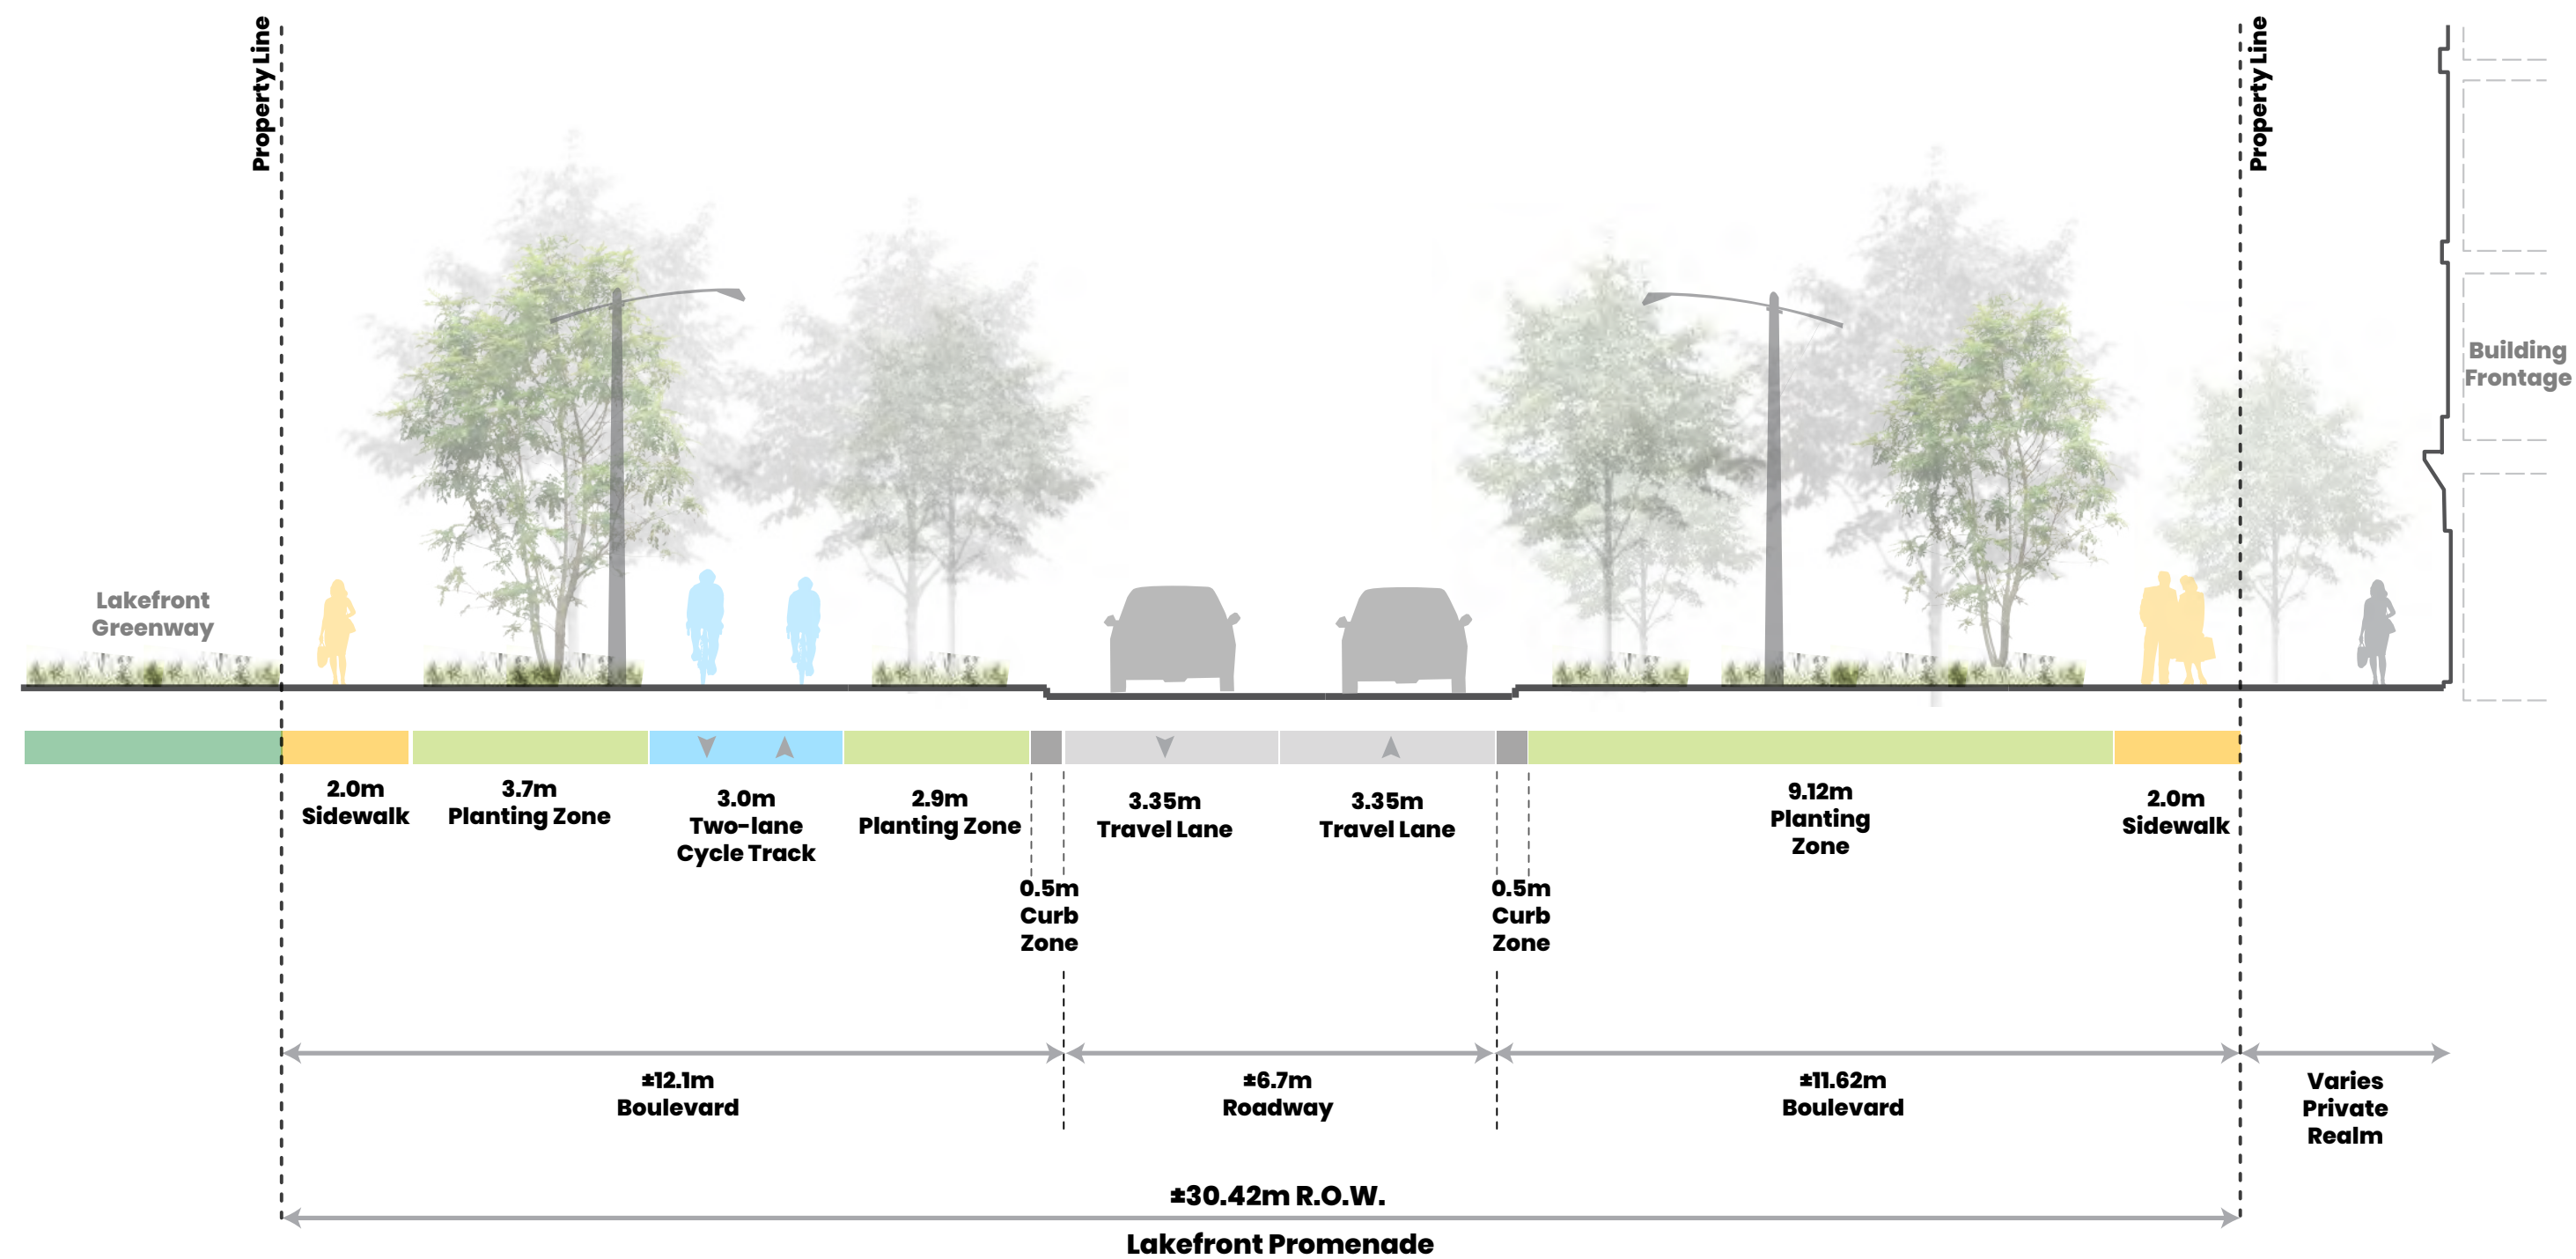 Property Line
Property Line
Building
Frontage
Lakefront
Greenway
2.0m
Sidewalk
3.7m
Planting Zone
3.0m
Two-lane
Cycle Track
2.9m
Planting Zone
0.5m
Curb
Zone
3.35m
Travel Lane
3.35m
Travel Lane
0.5m
Curb
Zone
9.12m
Planting
Zone
2.0m
Sidewalk
±12.1m
Boulevard
±6.7m
Roadway
±11.62m
Boulevard
Varies
Private
Realm
±30.42m R.O.W.
Lakefront Promenade